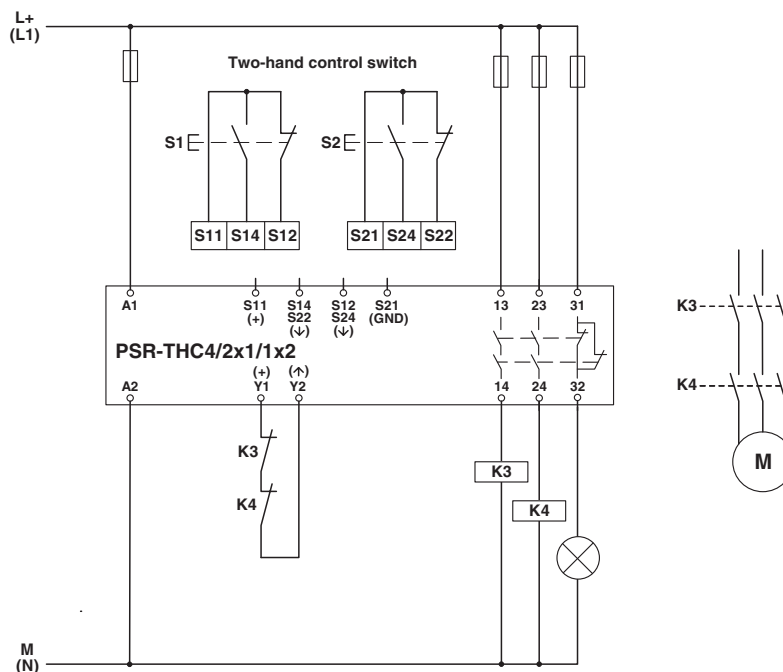 L+
(L1)
Two-hand control switch
S1
S2
S11 S14 S12
S21 S24 S22
A1
S11
(+)
S14
S22
(↓)
S12
S24
(↓)
S21
(GND)
13 23 31
PSR-THC4/2x1/1x2
(+) (↑)
A2 Y1 Y2 14 24 32
K3
K4
K3
K4
K3
K4
M
M
(N)